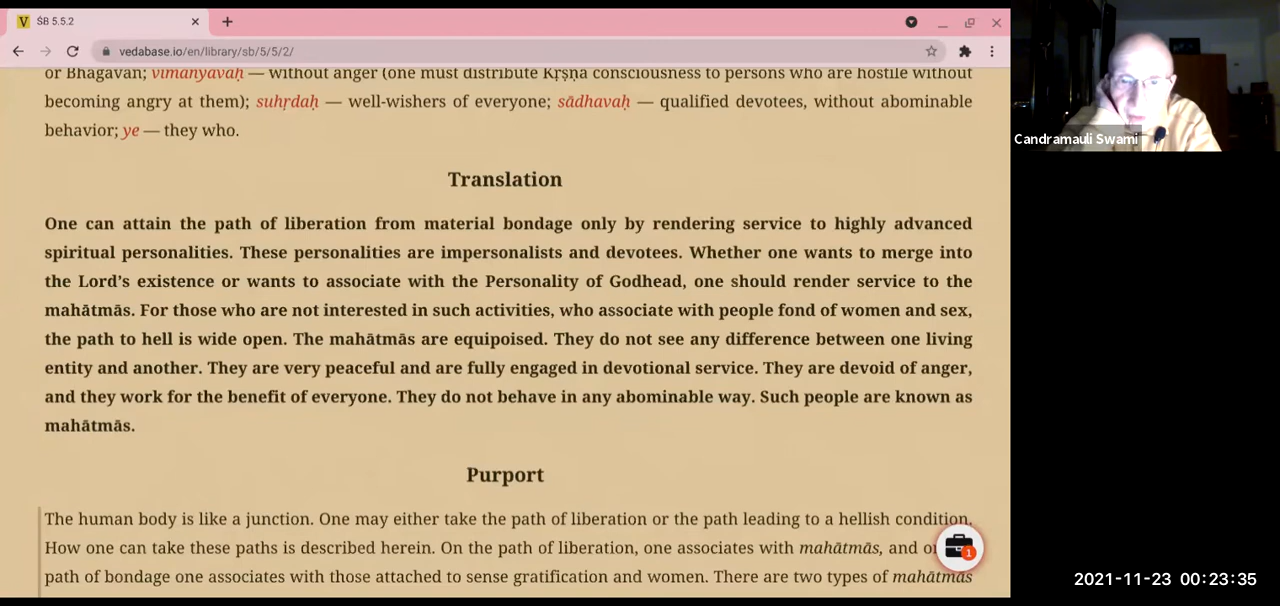 ŚB 5.5.2
vedabase.io/en/library/sb/5/5/2/
or Bhagavān; vimanyavaḥ — without anger (one must distribute Kṛṣṇa consciousness to persons who are hostile without
becoming angry at them); suhṛdaḥ — well-wishers of everyone; sādhavaḥ — qualified devotees, without abominable
behavior; ye — they who.
Translation
One can attain the path of liberation from material bondage only by rendering service to highly advanced
spiritual personalities. These personalities are impersonalists and devotees. Whether one wants to merge into
the Lord’s existence or wants to associate with the Personality of Godhead, one should render service to the
mahātmās. For those who are not interested in such activities, who associate with people fond of women and sex,
the path to hell is wide open. The mahātmās are equipoised. They do not see any difference between one living
entity and another. They are very peaceful and are fully engaged in devotional service. They are devoid of anger,
and they work for the benefit of everyone. They do not behave in any abominable way. Such people are known as
mahātmās.
Purport
The human body is like a junction. One may either take the path of liberation or the path leading to a hellish condition.
How one can take these paths is described herein. On the path of liberation, one associates with mahātmās, and
path of bondage one associates with those attached to sense gratification and women. There are two types of mahātmās
1
Candramauli Swami
2021-11-23 00:23:35